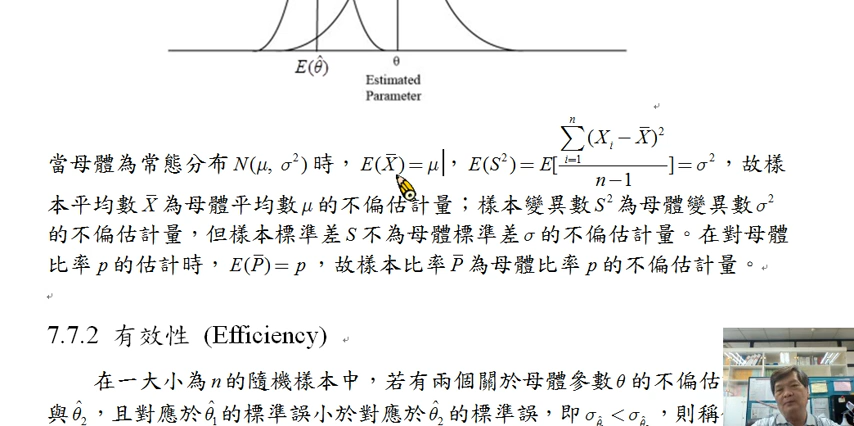 E(θ̂)
θ
Estimated
Parameter
當母體為常態分布 N(μ, σ²) 時，E(X̄) = μ，E(S²) = E[∑ⁿᵢ₌₁(Xᵢ − X̄)² / (n−1)] = σ²，故樣
本平均數 X̄ 為母體平均數 μ 的不偏估計量；樣本變異數 S² 為母體變異數 σ²
的不偏估計量，但樣本標準差 S 不為母體標準差 σ 的不偏估計量。在對母體
比率 p 的估計時，E(P̄) = p，故樣本比率 P̄ 為母體比率 p 的不偏估計量。
7.7.2 有效性 (Efficiency)
在一大小為 n 的隨機樣本中，若有兩個關於母體參數 θ 的不偏估
與 θ̂₂，且對應於 θ̂₁ 的標準誤小於對應於 θ̂₂ 的標準誤，即 σ_θ̂₁ < σ_θ̂₂，則稱